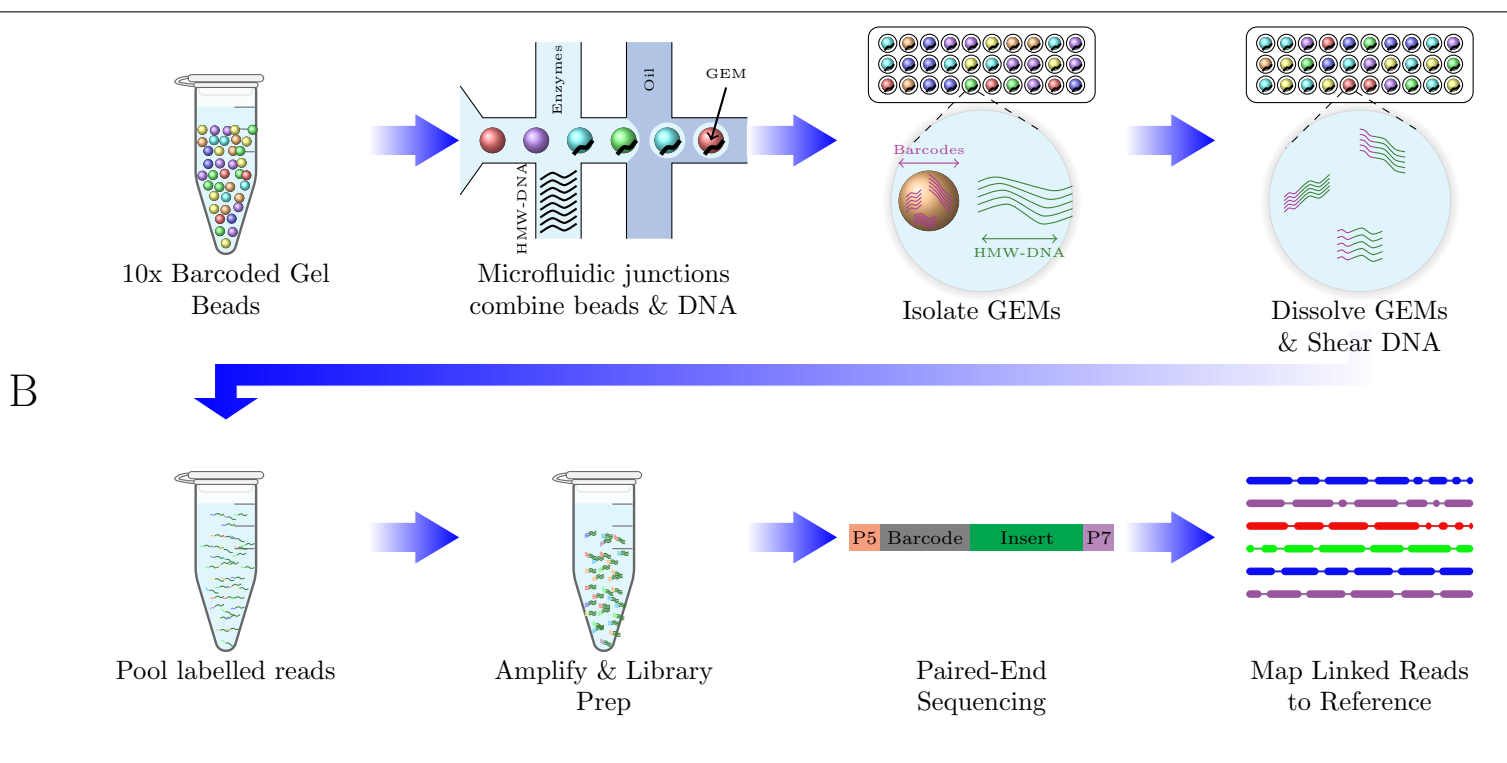 Enzymes
Oil
GEM
HMW-DNA
Barcodes
HMW-DNA
10x Barcoded Gel
Beads
Microfluidic junctions
combine beads & DNA
Isolate GEMs
Dissolve GEMs
& Shear DNA
B
P5 Barcode Insert P7
Pool labelled reads
Amplify & Library
Prep
Paired-End
Sequencing
Map Linked Reads
to Reference